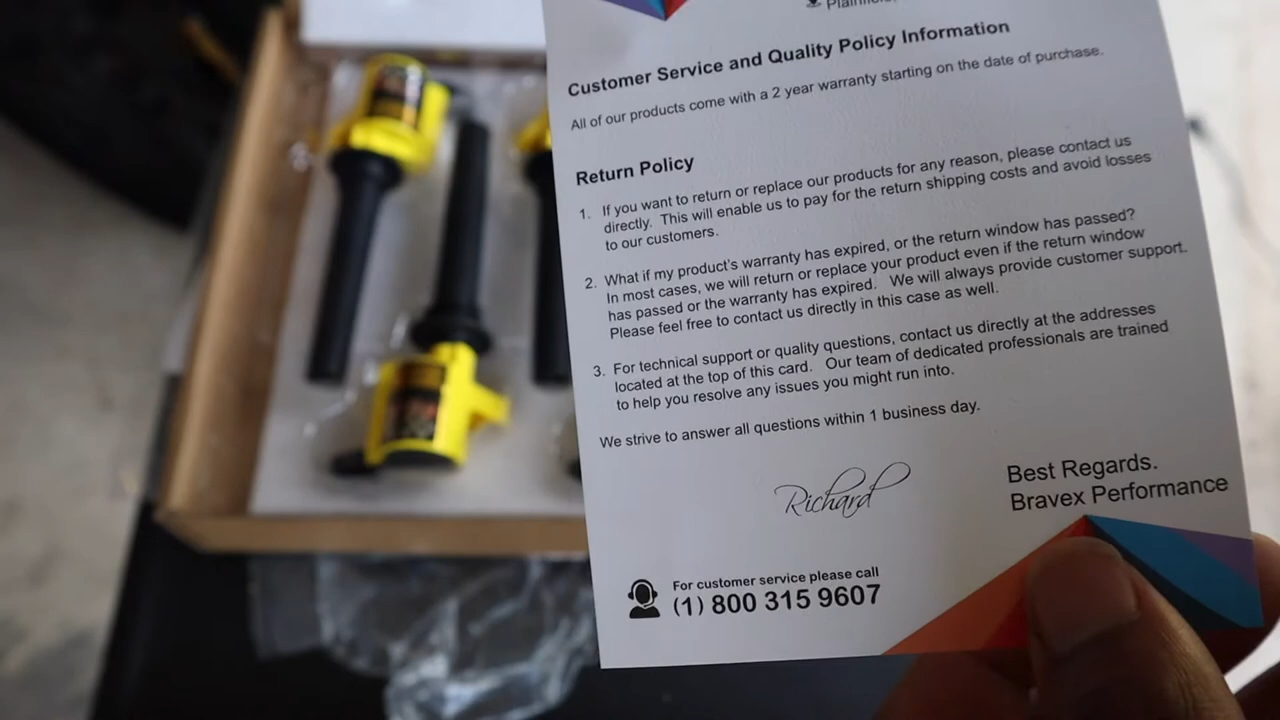 Plainfield,
Customer Service and Quality Policy Information
All of our products come with a 2 year warranty starting on the date of purchase.
Return Policy
1. If you want to return or replace our products for any reason, please contact us
directly. This will enable us to pay for the return shipping costs and avoid losses
to our customers.
2. What if my product's warranty has expired, or the return window has passed?
In most cases, we will return or replace your product even if the return window
has passed or the warranty has expired. We will always provide customer support.
Please feel free to contact us directly in this case as well.
3. For technical support or quality questions, contact us directly at the addresses
located at the top of this card. Our team of dedicated professionals are trained
to help you resolve any issues you might run into.
We strive to answer all questions within 1 business day.
Richard
Best Regards.
Bravex Performance
For customer service please call
(1) 800 315 9607